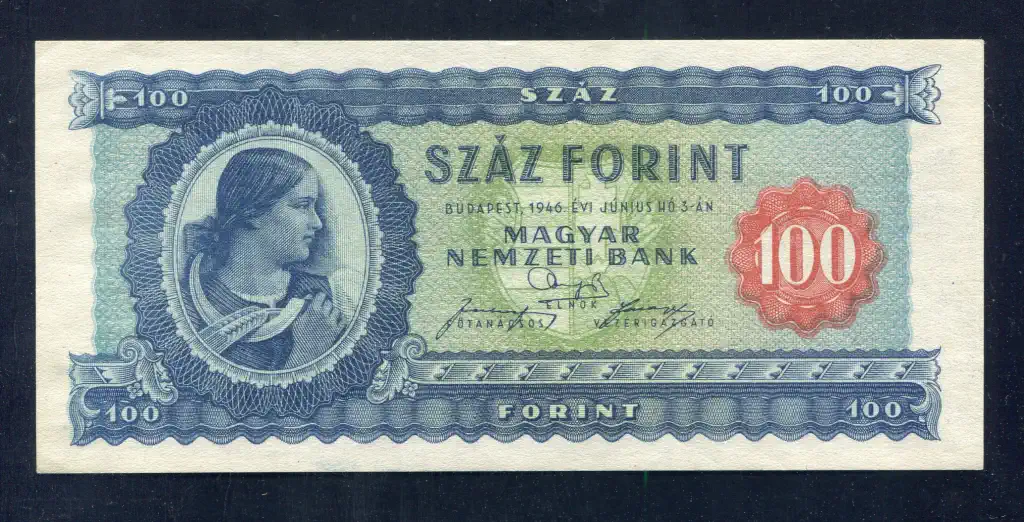 100 SZÁZ 100
SZÁZ FORINT
BUDAPEST, 1946. ÉVI JÚNIUS HÓ 3-ÁN
MAGYAR
NEMZETI BANK
100
ELNÖK
FŐTANÁCSOS VEZÉRIGAZGATÓ
100 FORINT 100